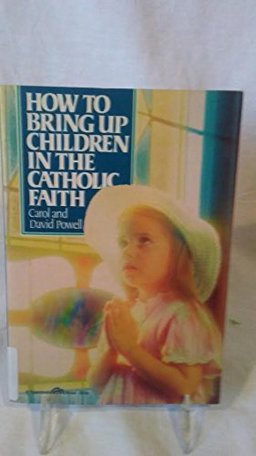 HOW TO
BRING UP
CHILDREN
IN THE
CATHOLIC
FAITH
Carol and
David Powell